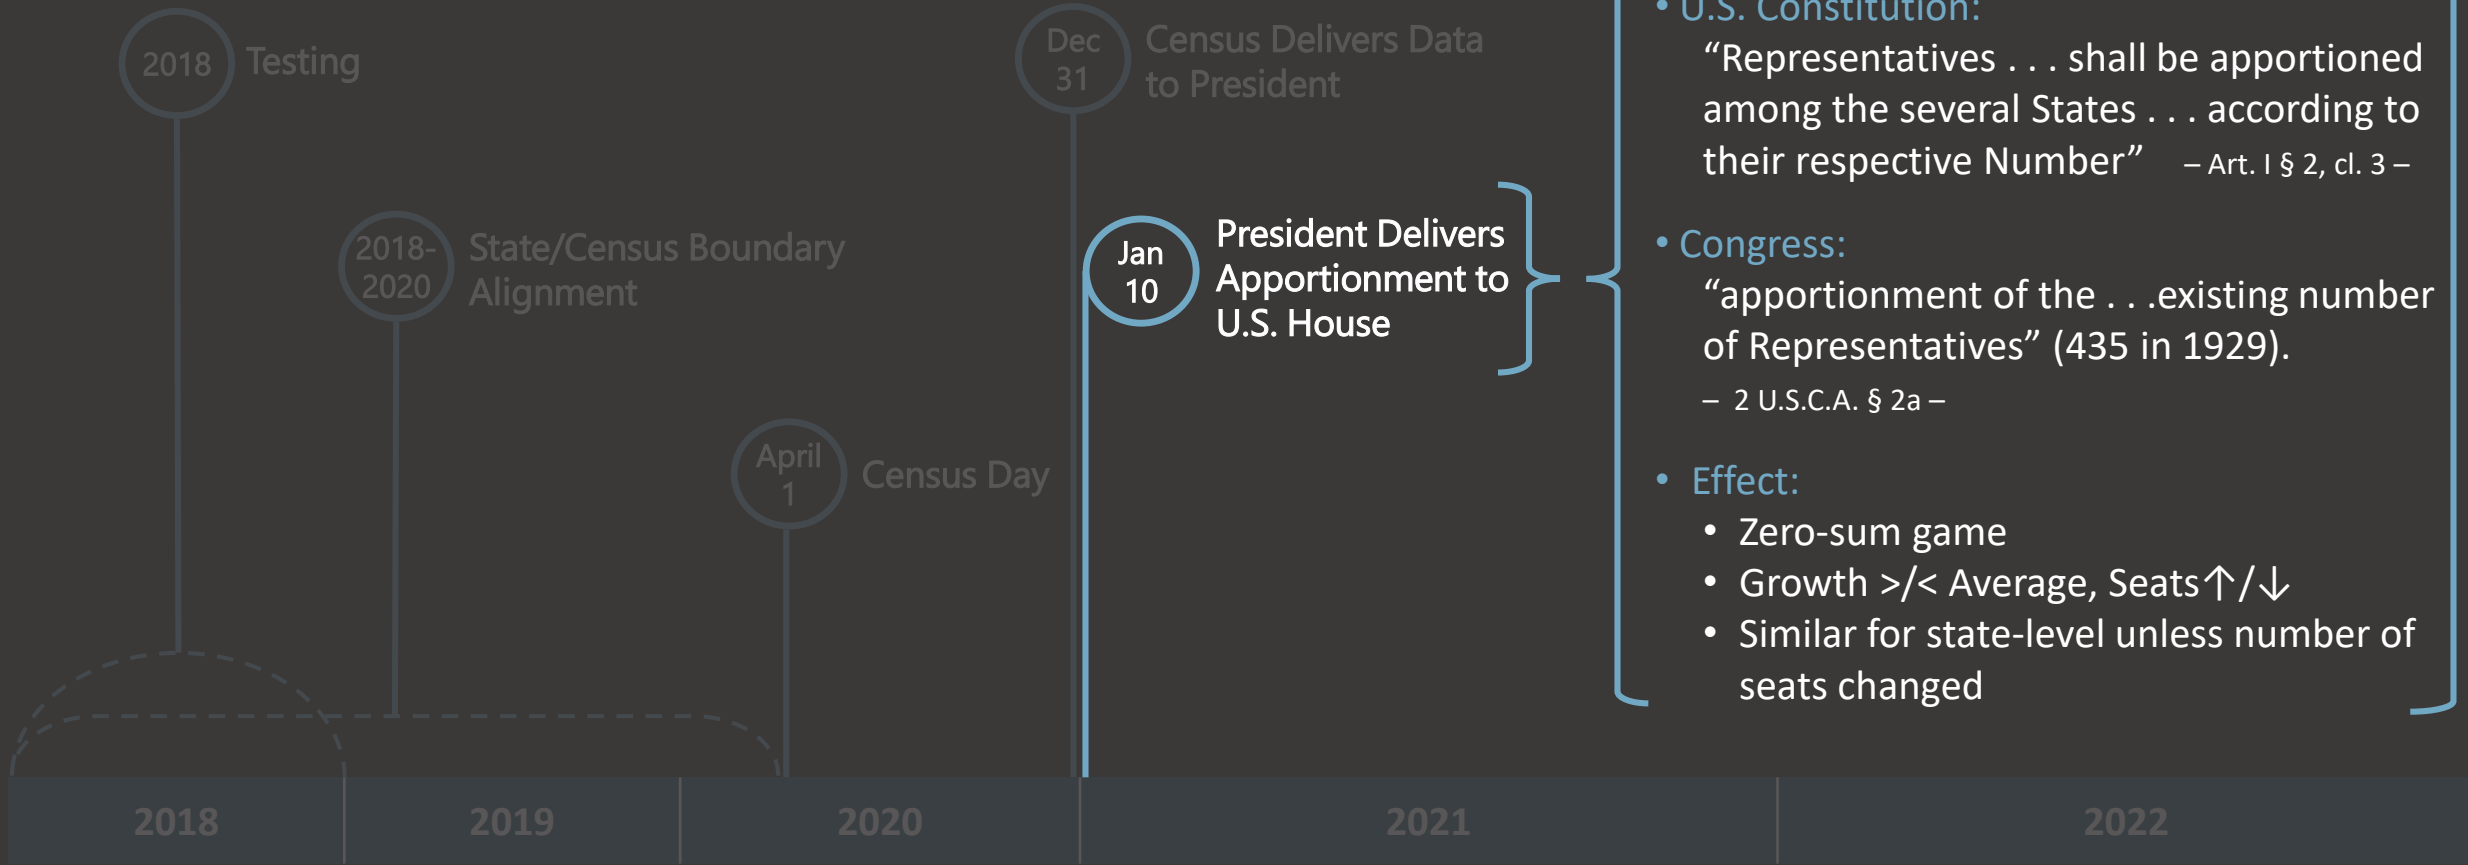 2018
Testing
2018-
2020
State/Census Boundary
Alignment
April
1
Census Day
Dec
31
Census Delivers Data
to President
Jan
10
President Delivers
Apportionment to
U.S. House
• U.S. Constitution:
“Representatives . . . shall be apportioned
among the several States . . . according to
their respective Number” – Art. I § 2, cl. 3 –
• Congress:
“apportionment of the . . .existing number
of Representatives” (435 in 1929).
– 2 U.S.C.A. § 2a –
• Effect:
• Zero-sum game
• Growth >/< Average, Seats↑/↓
• Similar for state-level unless number of
seats changed
2018
2019
2020
2021
2022